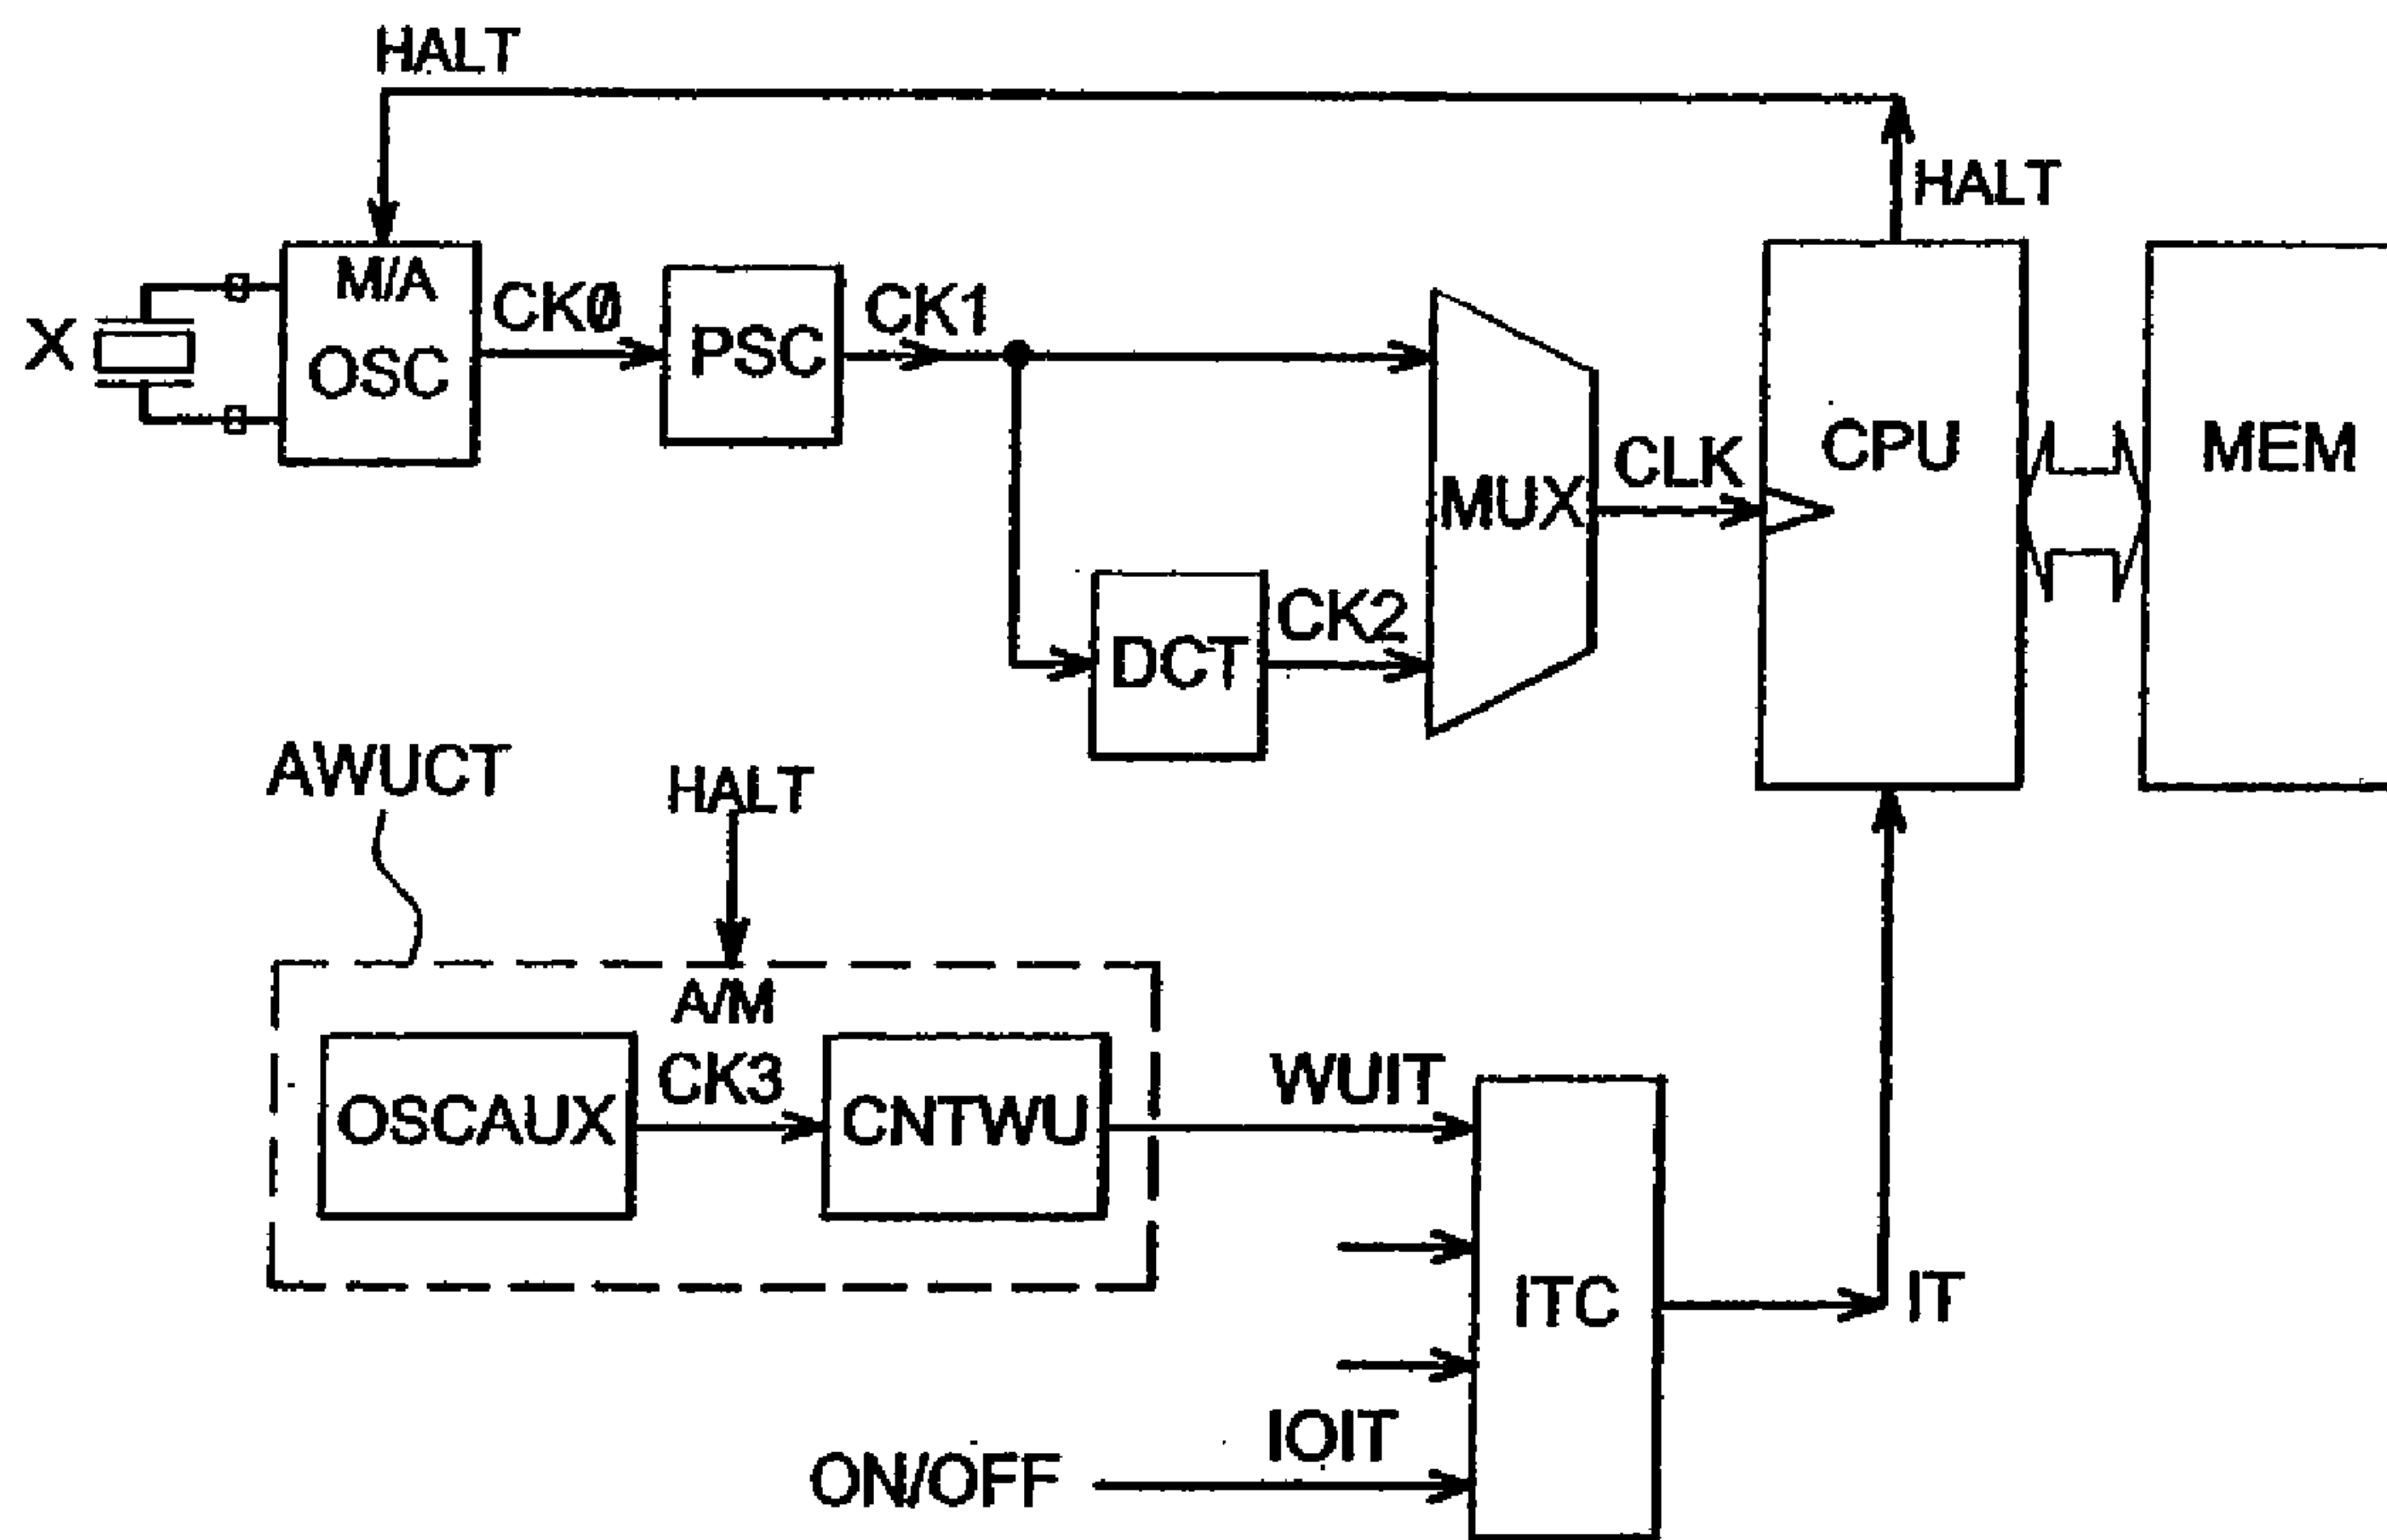 HALT
HALT
M/A
OSC
X
CK0
PSC
CK1
MUX
CLK
CPU
MEM
DCT
CK2
AWUCT
HALT
A/M
OSCAUX
CK3
CNTWU
WUIT
ITC
IT
IOIT
ON/OFF